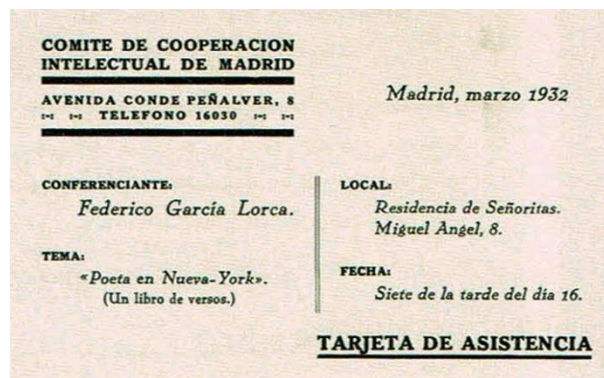 COMITE DE COOPERACION
INTELECTUAL DE MADRID
AVENIDA CONDE PEÑALVER, 8
TELEFONO 16030
Madrid, marzo 1932
CONFERENCIANTE:
Federico García Lorca.
TEMA:
«Poeta en Nueva-York».
(Un libro de versos.)
LOCAL:
Residencia de Señoritas.
Miguel Angel, 8.
FECHA:
Siete de la tarde del día 16.
TARJETA DE ASISTENCIA